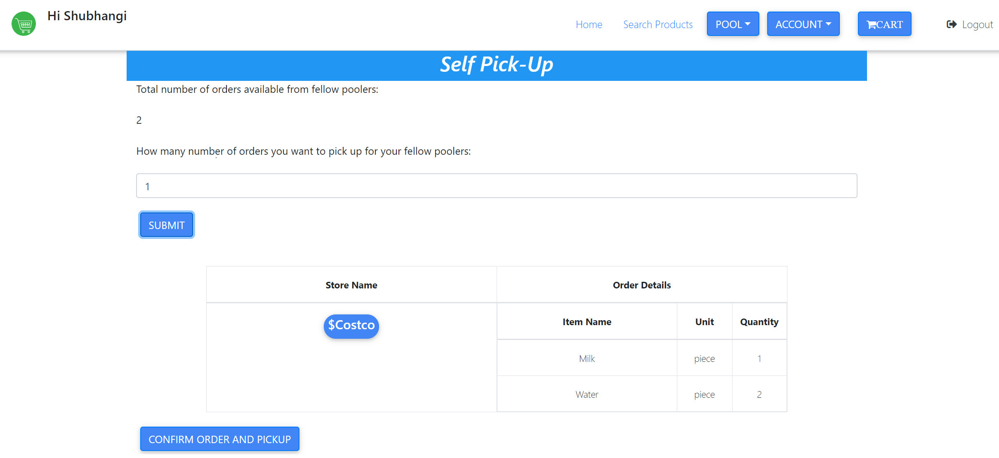 Hi Shubhangi
Home Search Products POOL ACCOUNT CART Logout
Self Pick-Up
Total number of orders available from fellow poolers:
2
How many number of orders you want to pick up for your fellow poolers:
1
SUBMIT
Store Name Order Details
$Costco
Item Name Unit Quantity
Milk piece 1
Water piece 2
CONFIRM ORDER AND PICKUP